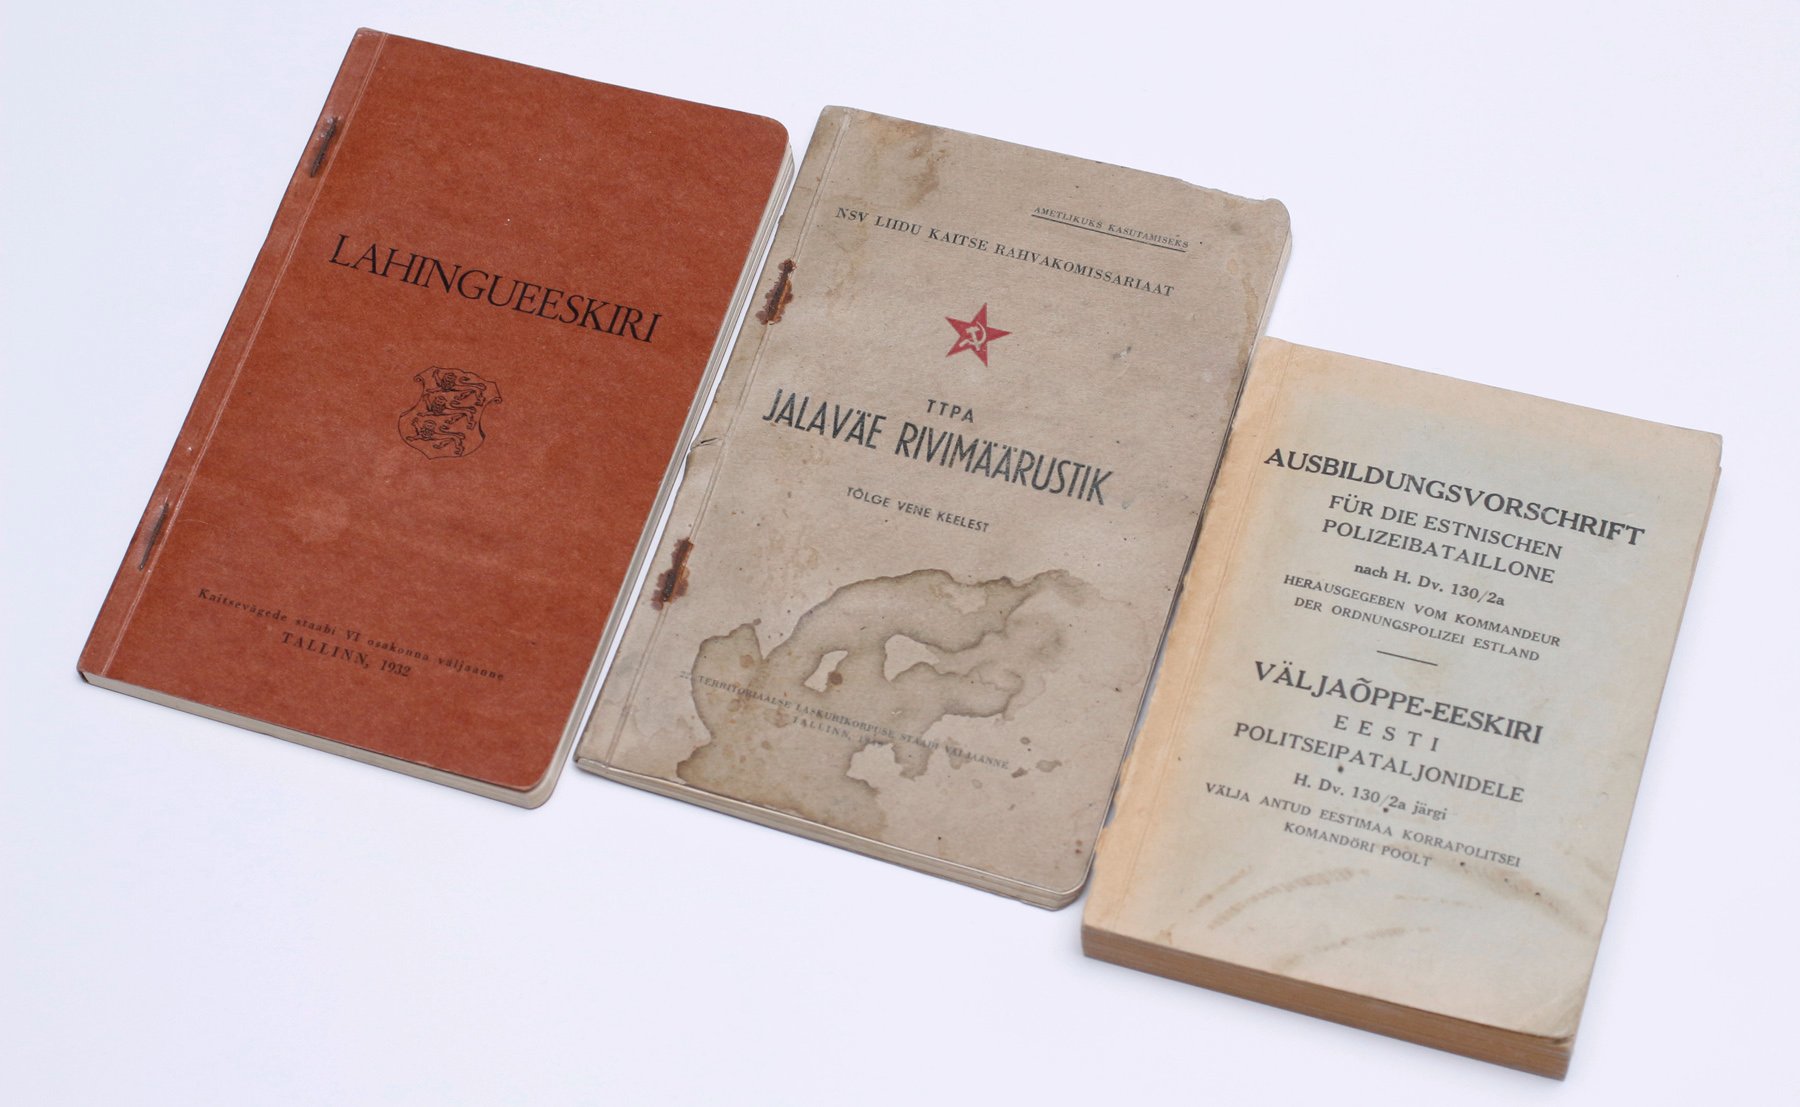 LAHINGUEESKIRI
Kaitsevägede staabi VI osakonna väljaanne
TALLINN, 1932
AMETLIKUKS KASUTAMISEKS
NSV LIIDU KAITSE RAHVAKOMISSARIAAT
TTPA
JALAVÄE RIVIMÄÄRUSTIK
TÕLGE VENE KEELEST
TERRITORIAALSE LASKURIKORPUSE STAABI VÄLJAANNE
TALLINN,
AUSBILDUNGSVORSCHRIFT
FÜR DIE ESTNISCHEN
POLIZEIBATAILLONE
nach H. Dv. 130/2a
HERAUSGEGEBEN VOM KOMMANDEUR
DER ORDNUNGSPOLIZEI ESTLAND
VÄLJAÕPPE-EESKIRI
EESTI
POLITSEIPATALJONIDELE
H. Dv. 130/2a järgi
VÄLJA ANTUD EESTIMAA KORRAPOLITSEI
KOMANDÖRI POOLT